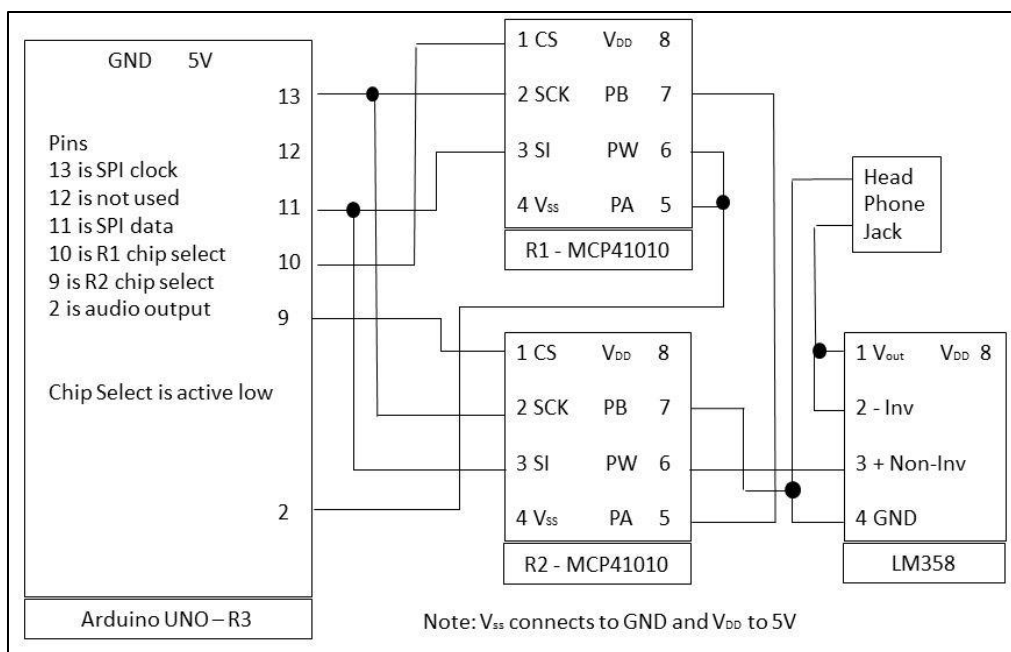 GND 5V
13
12
11
10
9
2
Pins
13 is SPI clock
12 is not used
11 is SPI data
10 is R1 chip select
9 is R2 chip select
2 is audio output
Chip Select is active low
Arduino UNO – R3
1 CS VDD 8
2 SCK PB 7
3 SI PW 6
4 Vss PA 5
R1 - MCP41010
1 CS VDD 8
2 SCK PB 7
3 SI PW 6
4 Vss PA 5
R2 - MCP41010
Head
Phone
Jack
1 Vout VDD 8
2 - Inv
3 + Non-Inv
4 GND
LM358
Note: Vss connects to GND and VDD to 5V